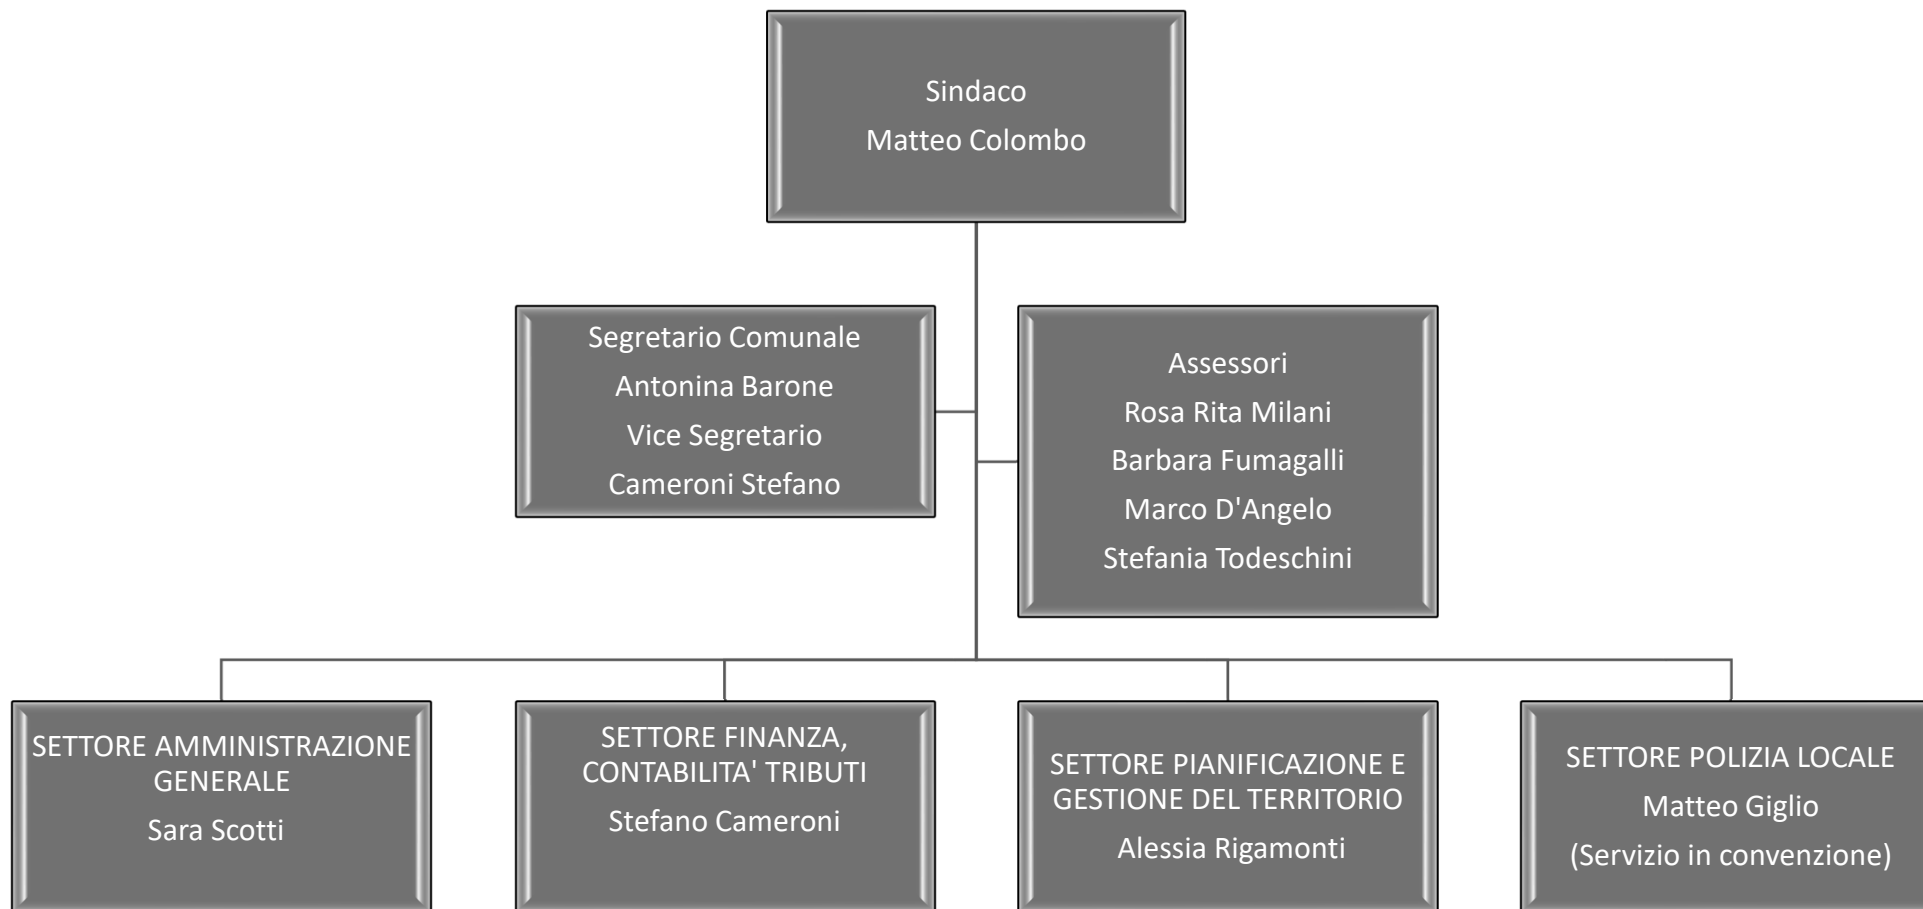 Sindaco
Matteo Colombo
Segretario Comunale
Antonina Barone
Vice Segretario
Cameroni Stefano
Assessori
Rosa Rita Milani
Barbara Fumagalli
Marco D'Angelo
Stefania Todeschini
SETTORE AMMINISTRAZIONE
GENERALE
Sara Scotti
SETTORE FINANZA,
CONTABILITA' TRIBUTI
Stefano Cameroni
SETTORE PIANIFICAZIONE E
GESTIONE DEL TERRITORIO
Alessia Rigamonti
SETTORE POLIZIA LOCALE
Matteo Giglio
(Servizio in convenzione)